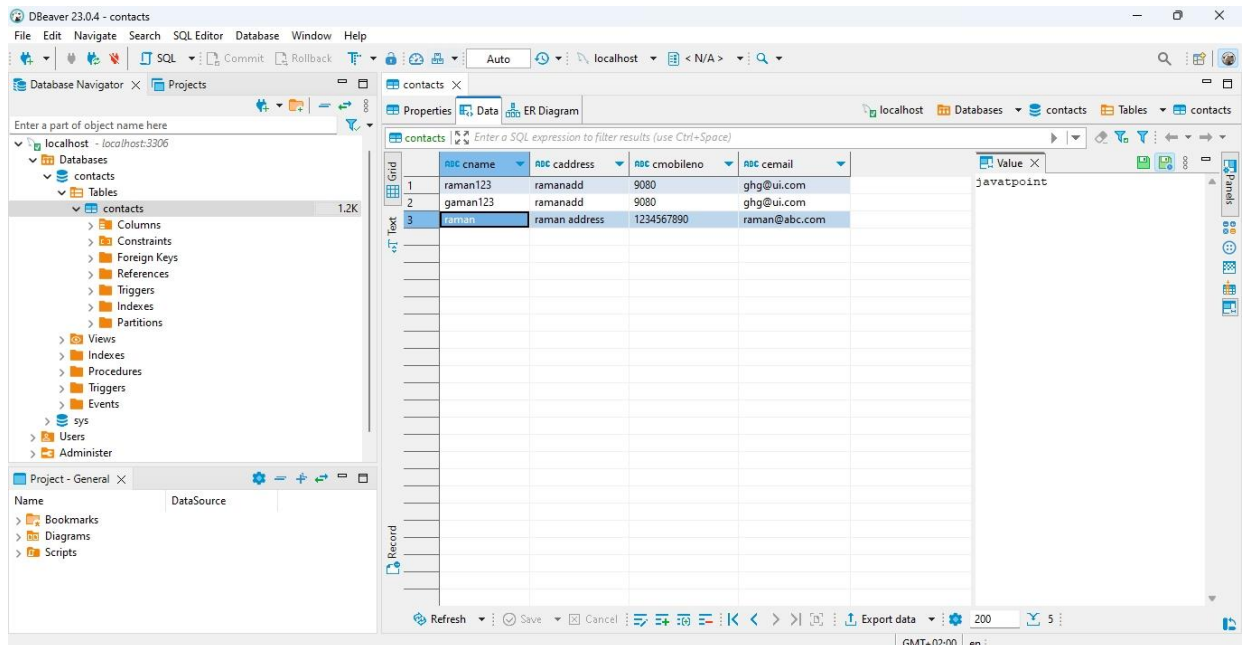 DBeaver 23.0.4 - contacts
File Edit Navigate Search SQL Editor Database Window Help
SQL Commit Rollback Auto localhost < N/A >
Database Navigator Projects
contacts
Properties Data ER Diagram localhost Databases contacts Tables contacts
Enter a part of object name here
contacts Enter a SQL expression to filter results (use Ctrl+Space)
localhost - localhost:3306
Databases
contacts
Tables
contacts 1.2K
Columns
Constraints
Foreign Keys
References
Triggers
Indexes
Partitions
Views
Indexes
Procedures
Triggers
Events
sys
Users
Administer
Project - General
Name DataSource
Bookmarks
Diagrams
Scripts
Grid
Text
Record
ABC cname ABC caddress ABC cmobileno ABC cemail
1 raman123 ramanadd 9080 ghg@ui.com
2 gaman123 ramanadd 9080 ghg@ui.com
3 raman raman address 1234567890 raman@abc.com
Value
javatpoint
Panels
Refresh Save Cancel Export data 200 5
GMT+02:00 en